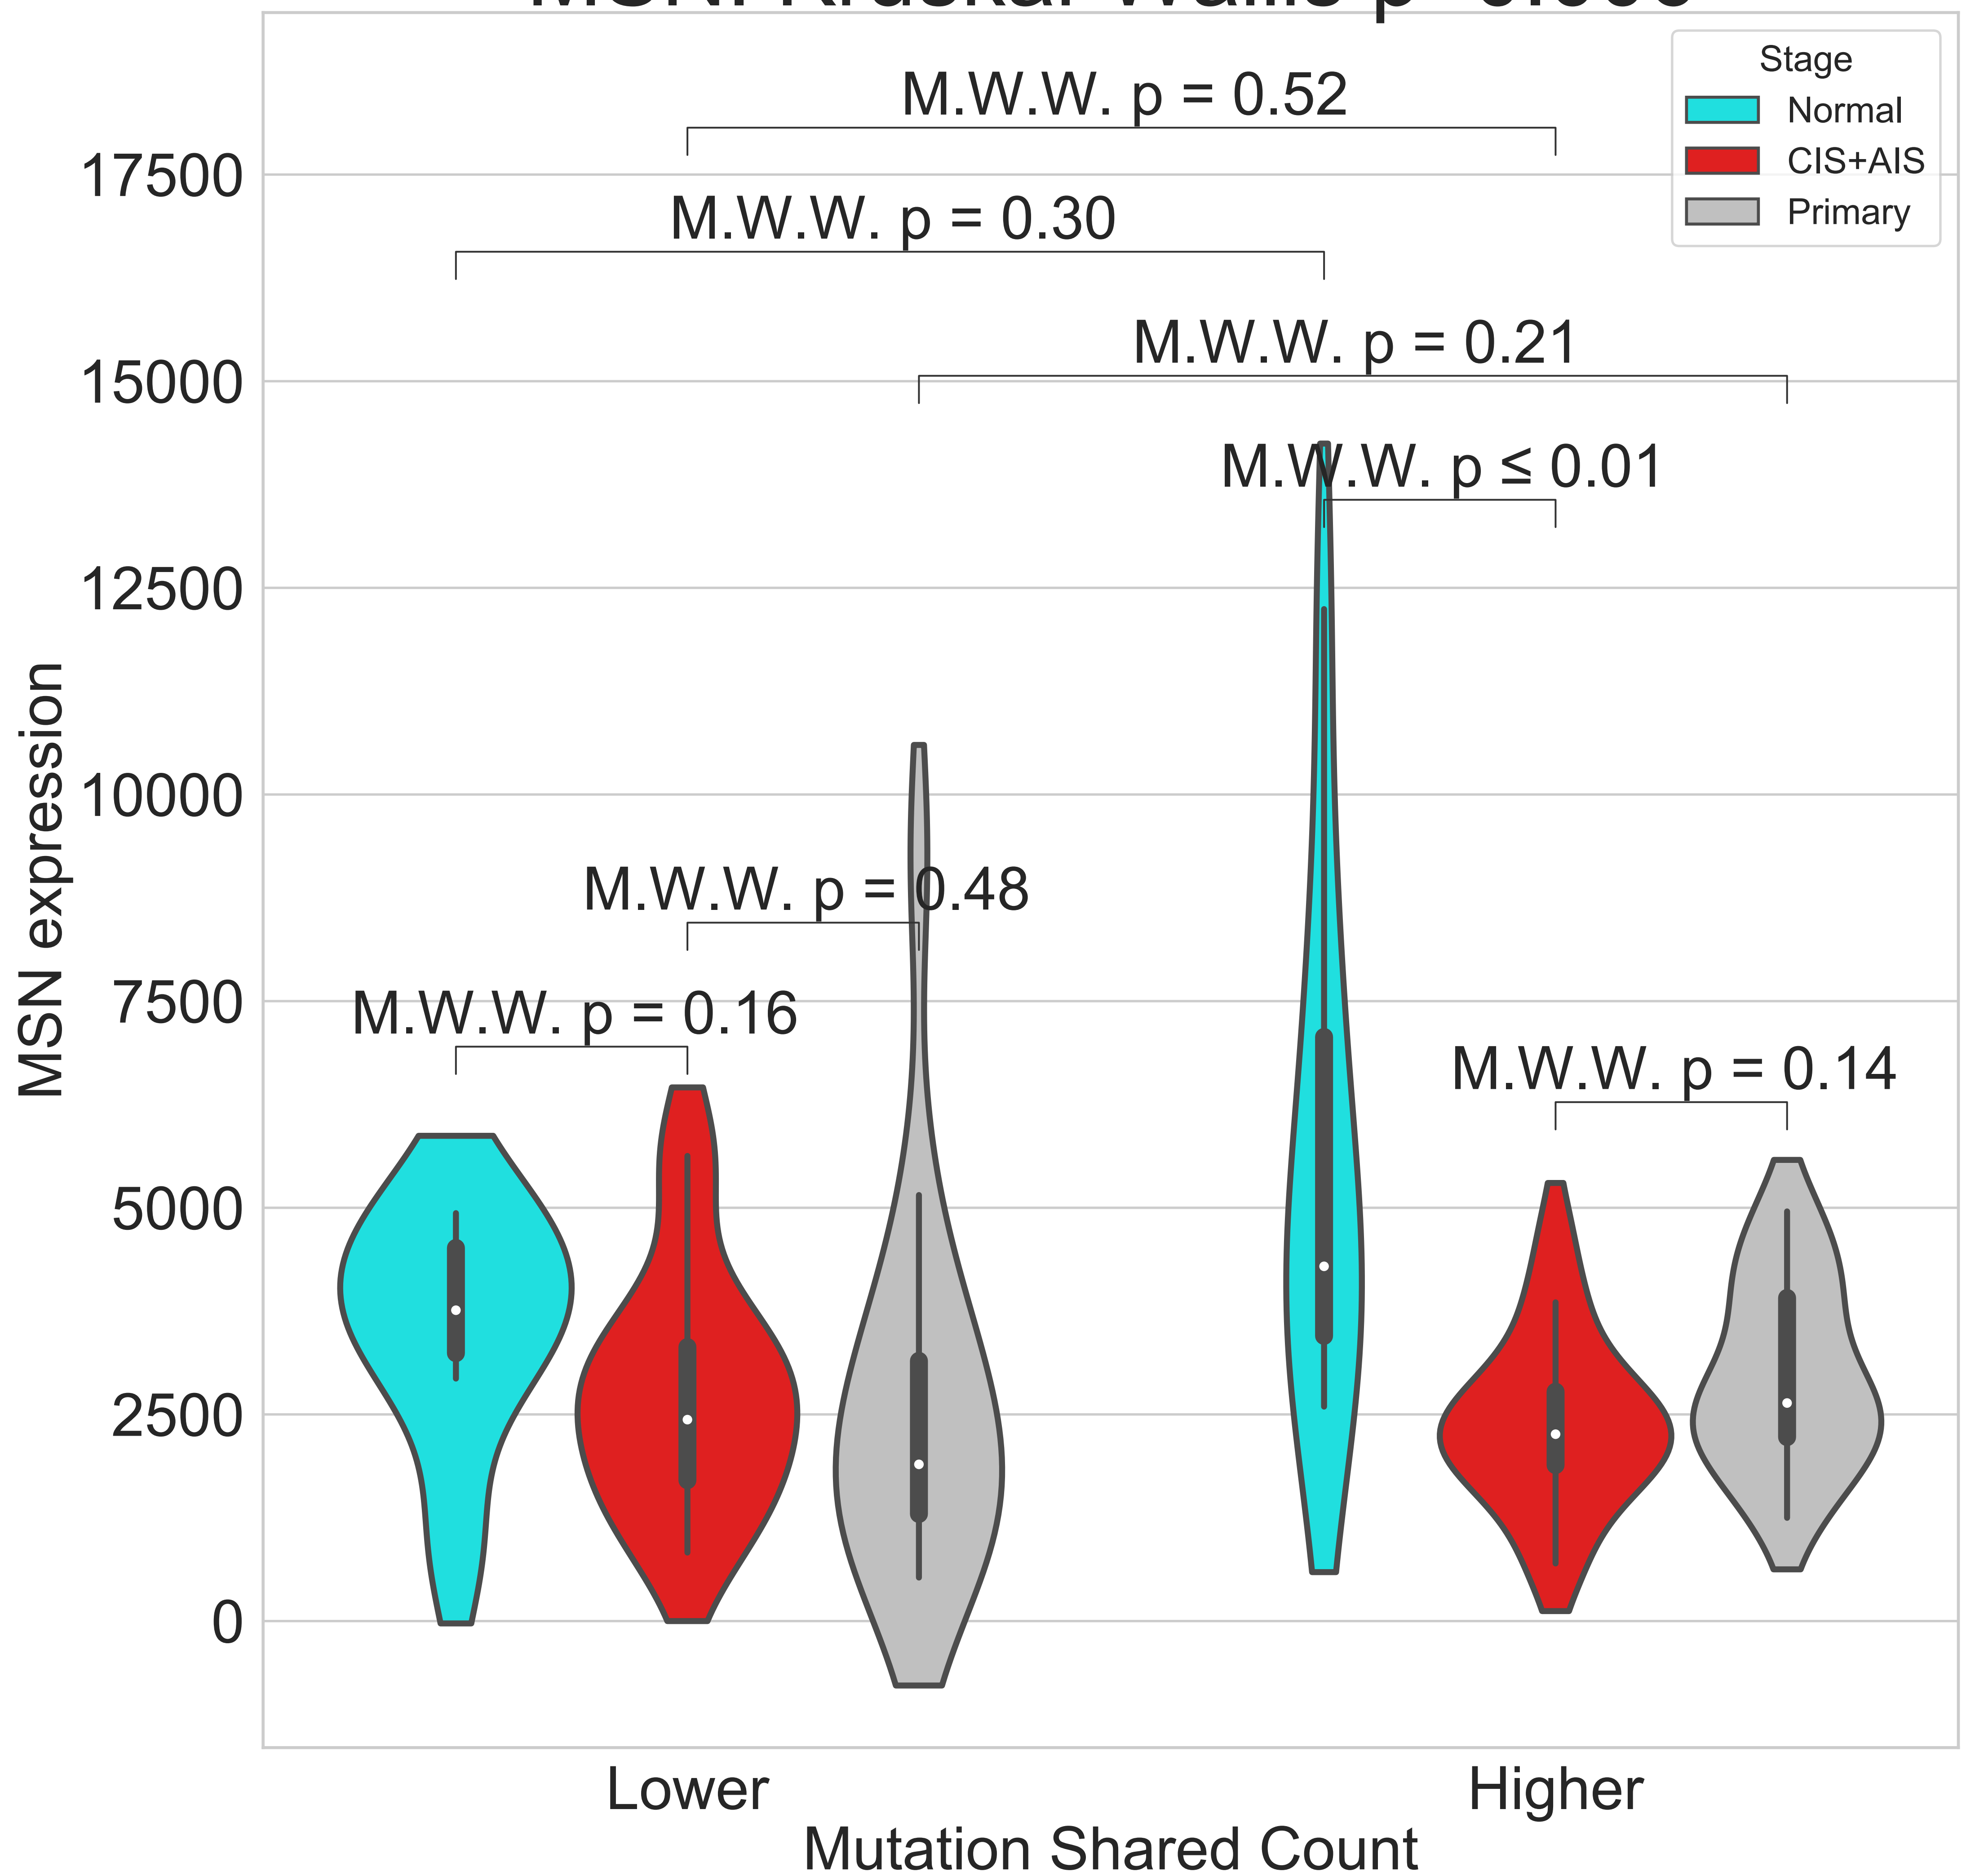 Stage
Normal
CIS+AIS
Primary
M.W.W. p = 0.52
M.W.W. p = 0.30
M.W.W. p = 0.21
M.W.W. p ≤ 0.01
M.W.W. p = 0.48
M.W.W. p = 0.16
M.W.W. p = 0.14
17500
15000
12500
10000
7500
5000
2500
0
MSN expression
Lower
Higher
Mutation Shared Count